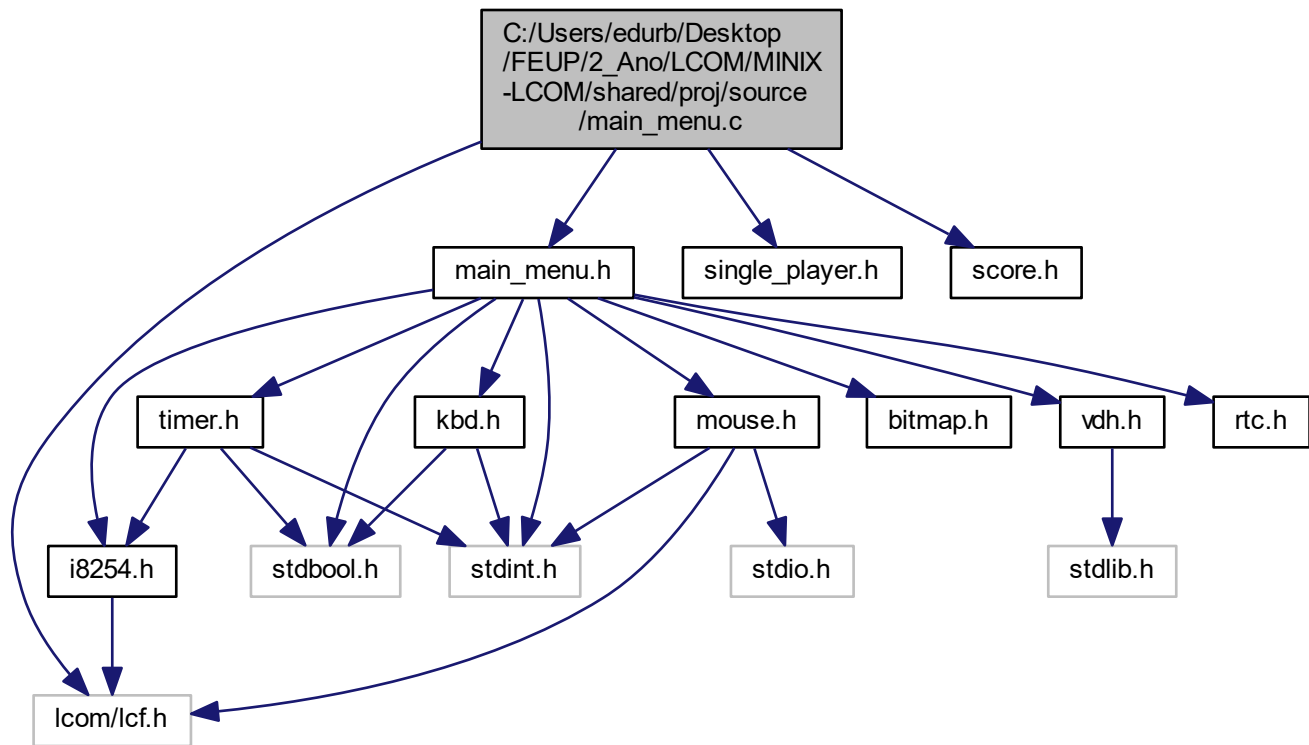 C:/Users/edurb/Desktop
/FEUP/2_Ano/LCOM/MINIX
-LCOM/shared/proj/source
/main_menu.c
main_menu.h
single_player.h
score.h
timer.h
kbd.h
mouse.h
bitmap.h
vdh.h
rtc.h
i8254.h
stdbool.h
stdint.h
stdio.h
stdlib.h
lcom/lcf.h